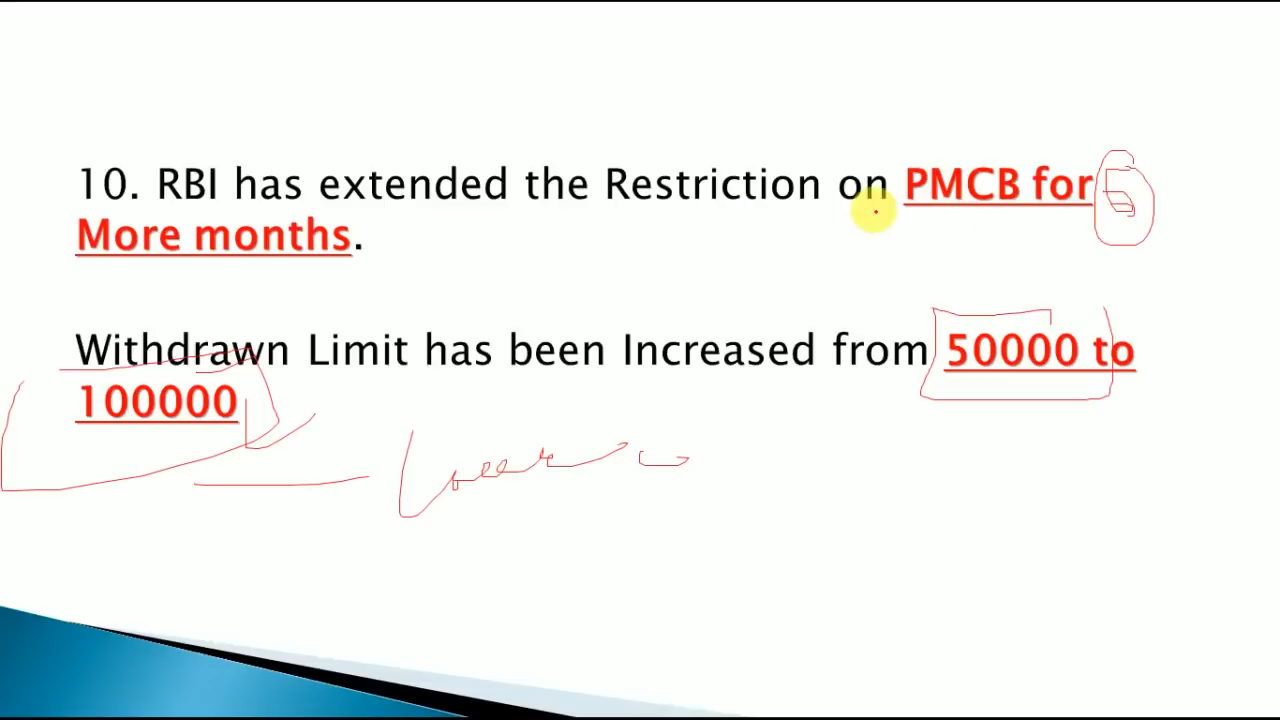 10. RBI has extended the Restriction on PMCB for
More months.
Withdrawn Limit has been Increased from 50000 to
100000